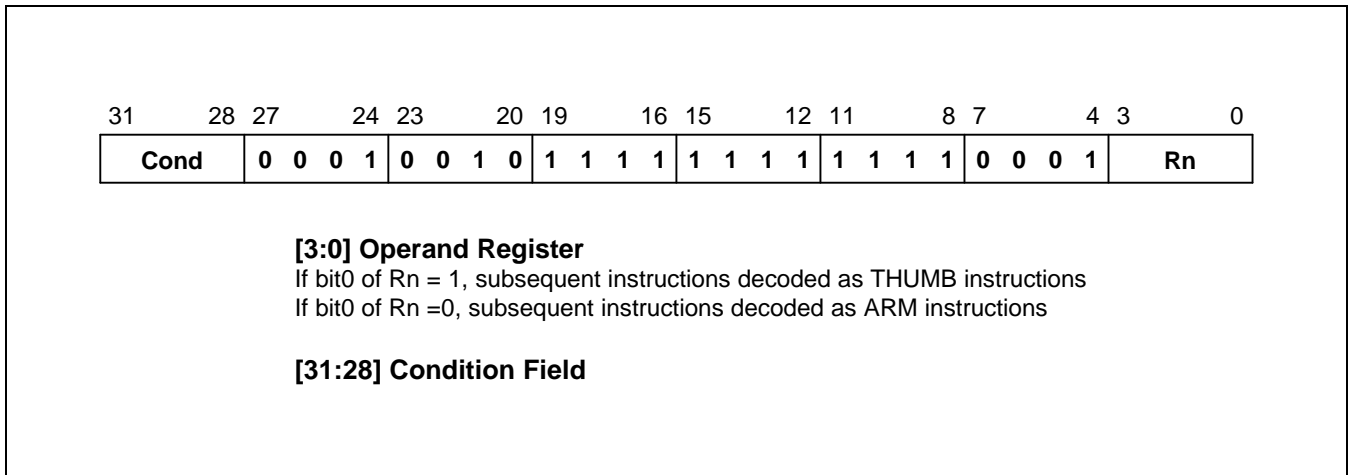 31 28 27 24 23 20 19 16 15 12 11 8 7 4 3 0
Cond 0 0 0 1 0 0 1 0 1 1 1 1 1 1 1 1 1 1 1 1 0 0 0 1 Rn
[3:0] Operand Register
If bit0 of Rn = 1, subsequent instructions decoded as THUMB instructions
If bit0 of Rn =0, subsequent instructions decoded as ARM instructions
[31:28] Condition Field